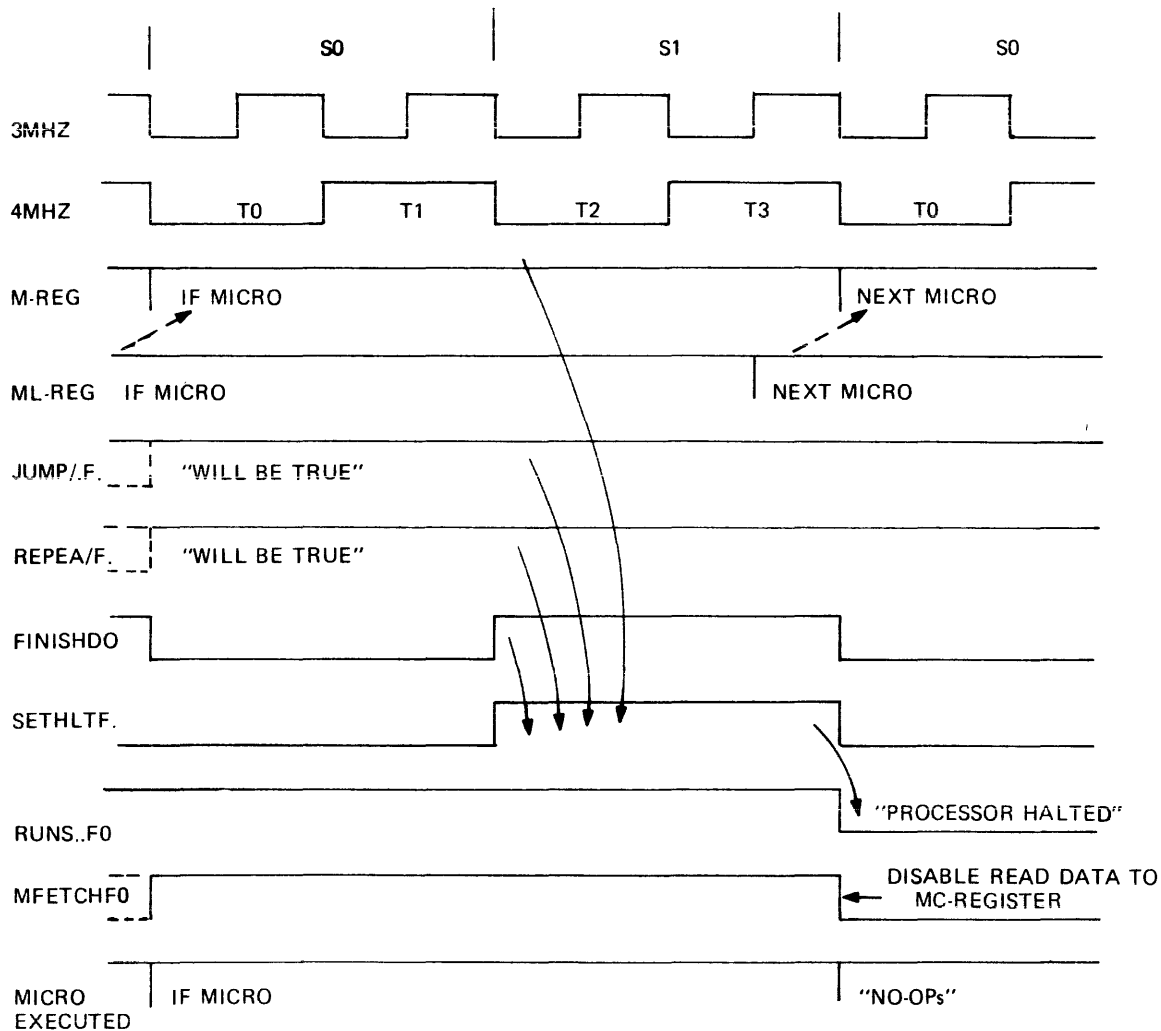 S0 S1 S0
3MHZ
4MHZ T0 T1 T2 T3 T0
M-REG IF MICRO NEXT MICRO
ML-REG IF MICRO NEXT MICRO
JUMP/.F. "WILL BE TRUE"
REPEA/F. "WILL BE TRUE"
FINISHDO
SETHLTF.
RUNS..F0 "PROCESSOR HALTED"
MFETCHF0 DISABLE READ DATA TO
MC-REGISTER
MICRO IF MICRO "NO-OPs"
EXECUTED